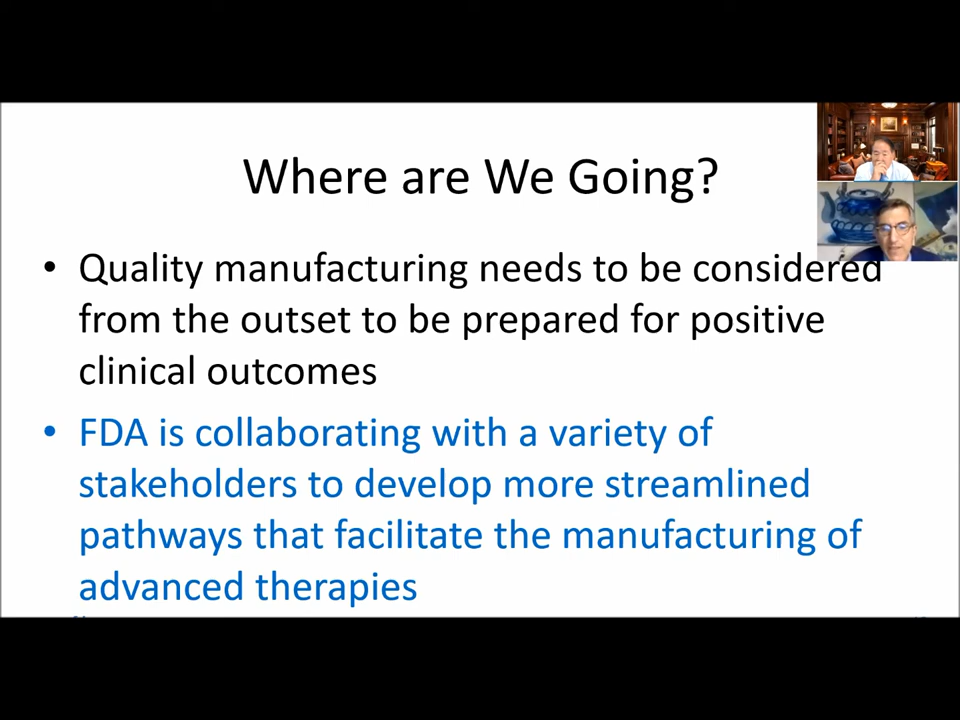 Where are We Going?
• Quality manufacturing needs to be considered
from the outset to be prepared for positive
clinical outcomes
• FDA is collaborating with a variety of
stakeholders to develop more streamlined
pathways that facilitate the manufacturing of
advanced therapies